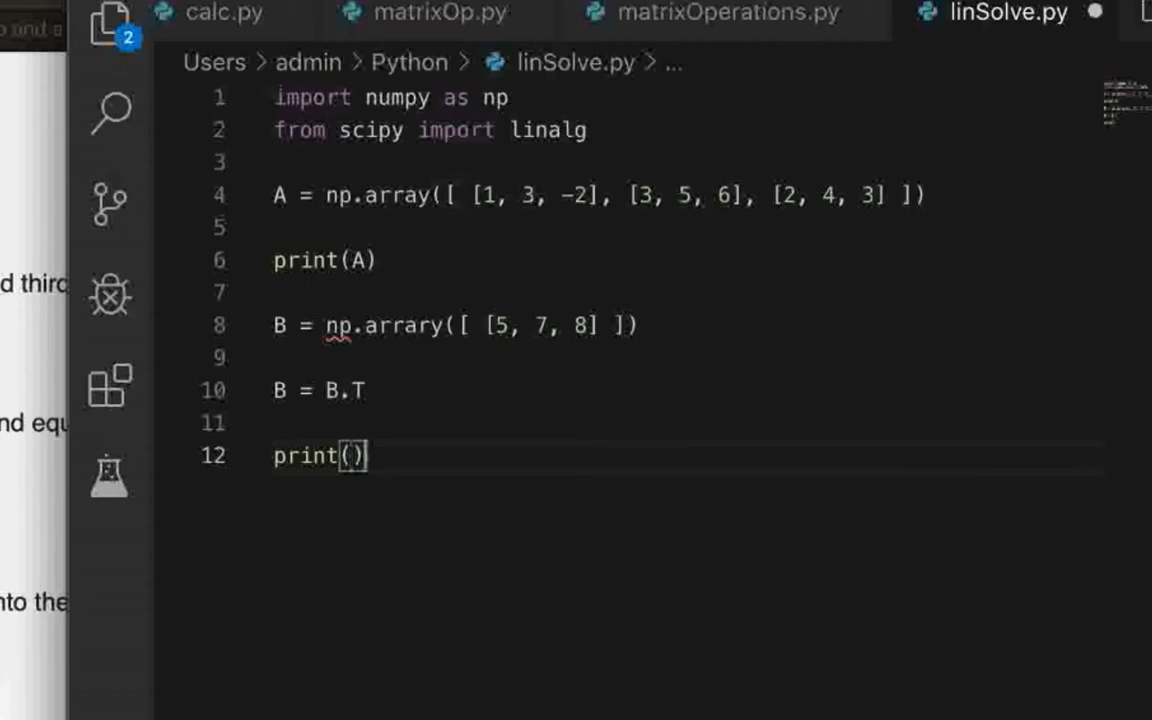 calc.py matrixOp.py matrixOperations.py linSolve.py
2
Users > admin > Python > linSolve.py > ...
1 import numpy as np
2 from scipy import linalg
3
4 A = np.array([ [1, 3, -2], [3, 5, 6], [2, 4, 3] ])
5
6 print(A)
7
8 B = np.arrary([ [5, 7, 8] ])
9
10 B = B.T
11
12 print()
d third
nd equ
nto the